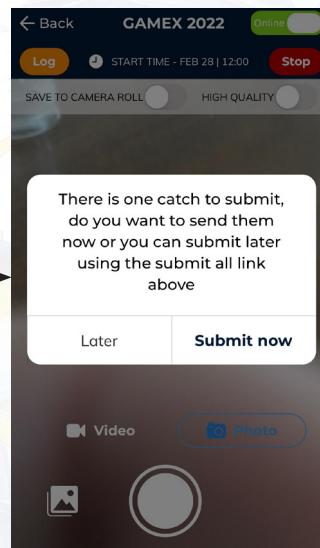 Back GAMEX 2022 Online
Log START TIME - FEB 28 | 12:00 Stop
SAVE TO CAMERA ROLL HIGH QUALITY
There is one catch to submit,
do you want to send them
now or you can submit later
using the submit all link
above
Later Submit now
Video Photo